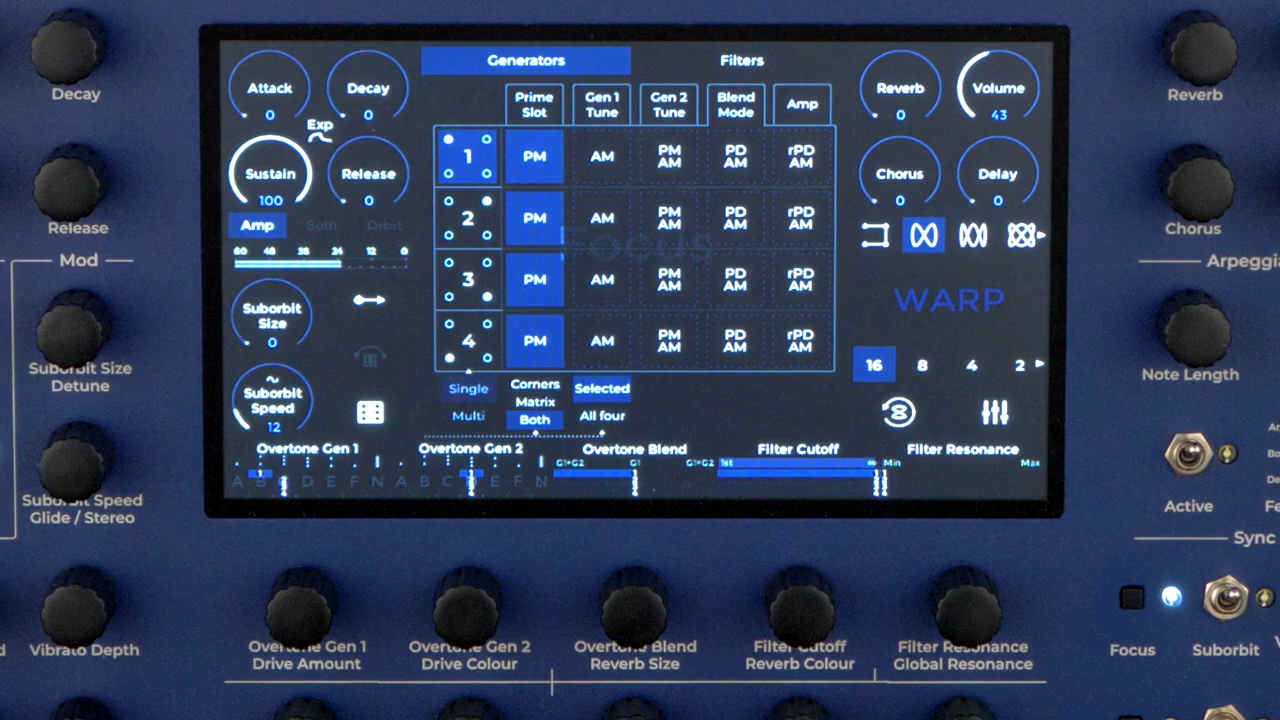 Decay
Release
Mod
Suborbit Size
Detune
Suborbit Speed
Glide / Stereo
Vibrato Depth
Attack
0
Decay
0
Exp
Sustain
100
Release
0
Amp
Both
Orbit
60 48 36 24 12 0
Suborbit
Size
0
Suborbit
Speed
12
Generators
Filters
Prime
Slot
Gen 1
Tune
Gen 2
Tune
Blend
Mode
Amp
1
PM
AM
PM
AM
PD
AM
rPD
AM
2
PM
AM
PM
AM
PD
AM
rPD
AM
Focus
3
PM
AM
PM
AM
PD
AM
rPD
AM
4
PM
AM
PM
AM
PD
AM
rPD
AM
Single
Multi
Corners
Matrix
Both
Selected
All four
Reverb
0
Volume
43
Chorus
0
Delay
0
WARP
16 8 4 2
Overtone Gen 1
1
A B C D E F N
Overtone Gen 2
1
A B C D E F N
Overtone Blend
G1>G2 G1 G1>G2
Filter Cutoff
1st ∞
Filter Resonance
Min Max
Overtone Gen 1
Drive Amount
Overtone Gen 2
Drive Colour
Overtone Blend
Reverb Size
Filter Cutoff
Reverb Colour
Filter Resonance
Global Resonance
Reverb
Chorus
Arpeggia
Note Length
Active
Sync
Focus
Suborbit